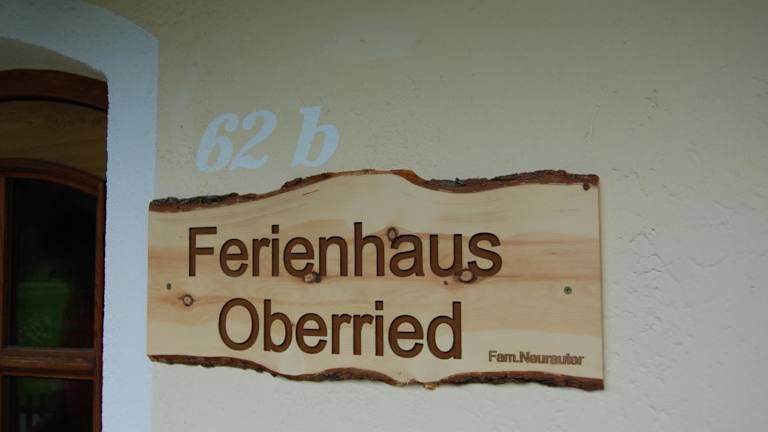 62 b
Ferienhaus
Oberried
Fam.Neurauter